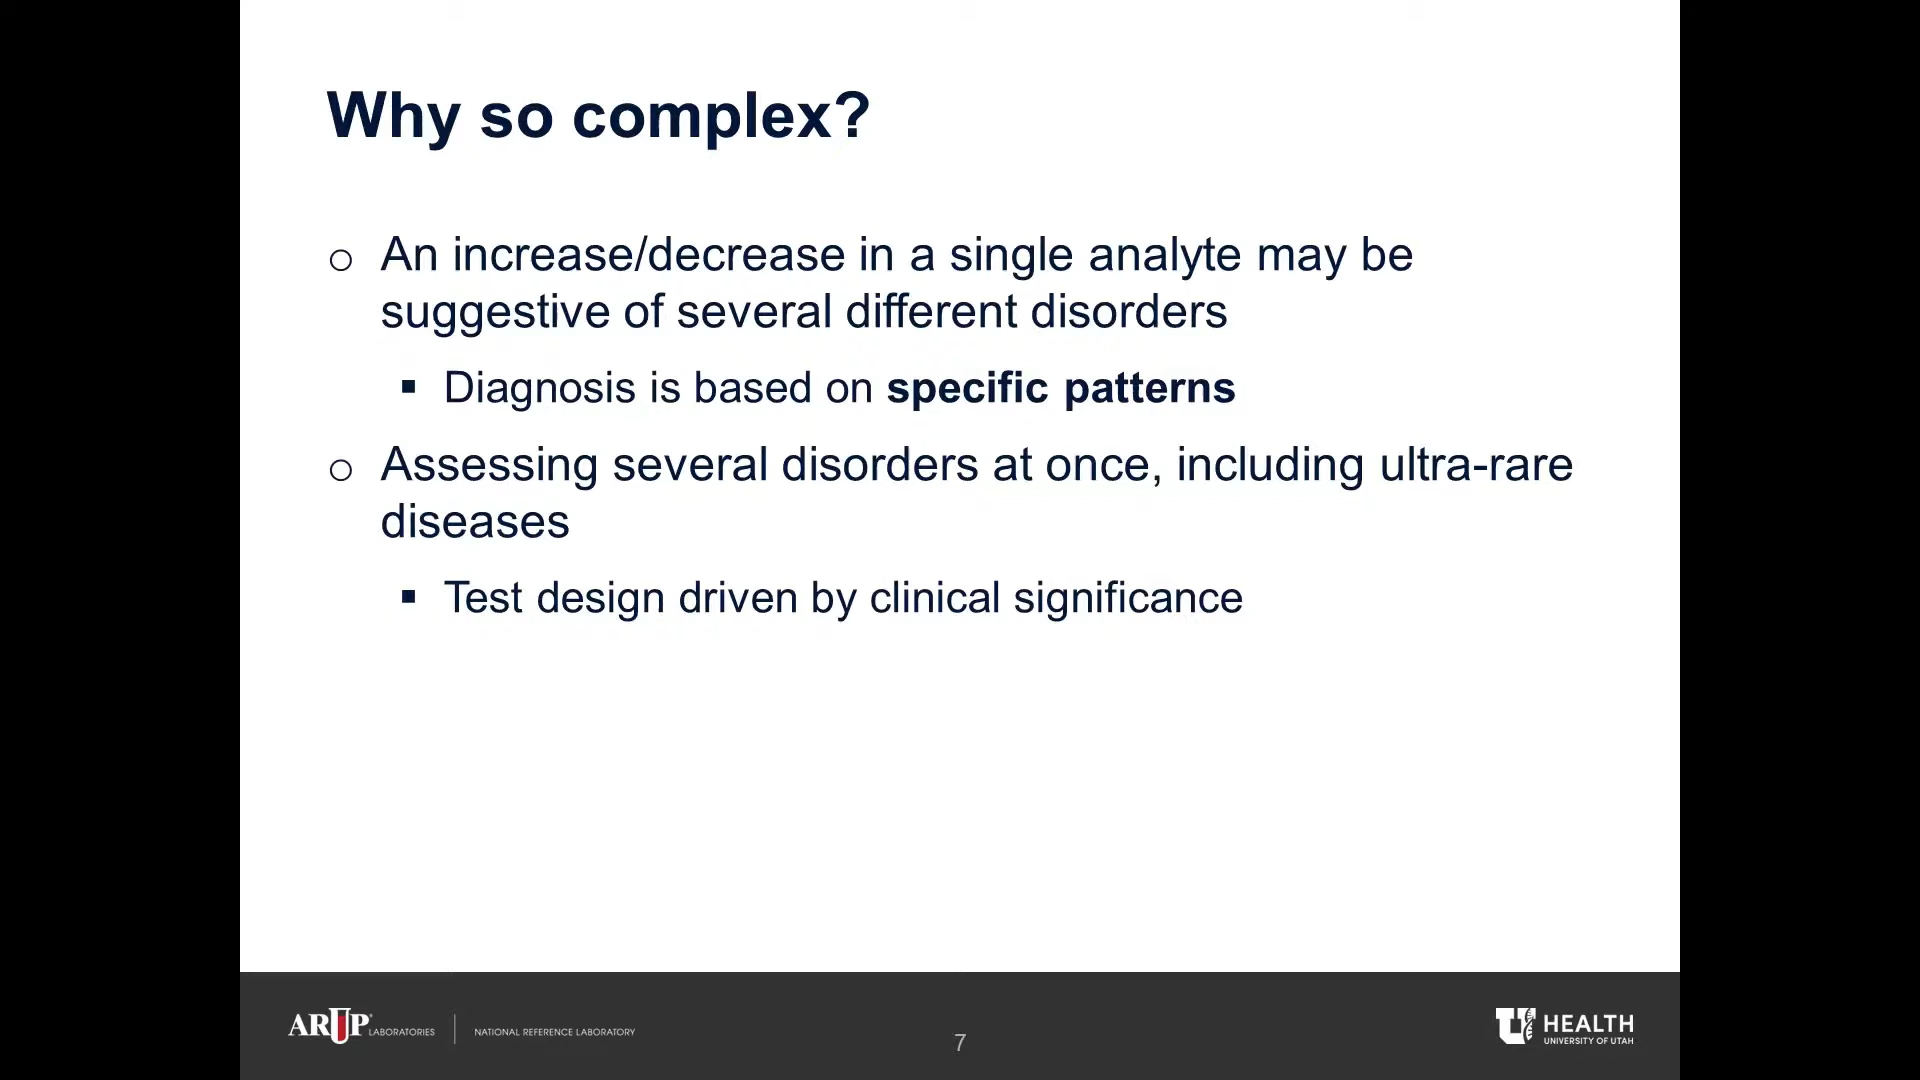 Why so complex?
o An increase/decrease in a single analyte may be
suggestive of several different disorders
▪ Diagnosis is based on specific patterns
o Assessing several disorders at once, including ultra-rare
diseases
▪ Test design driven by clinical significance
ARUP LABORATORIES | NATIONAL REFERENCE LABORATORY
7
U HEALTH
UNIVERSITY OF UTAH